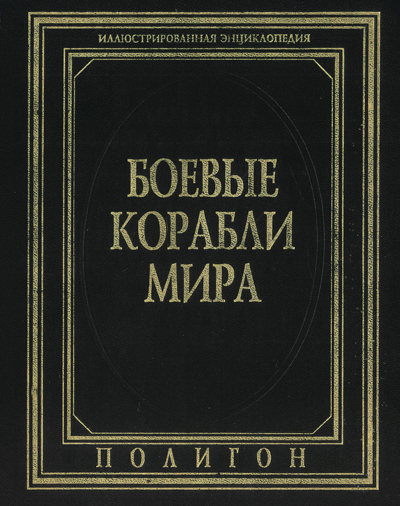 ИЛЛЮСТРИРОВАННАЯ ЭНЦИКЛОПЕДИЯ
БОЕВЫЕ
КОРАБЛИ
МИРА
ПОЛИГОН